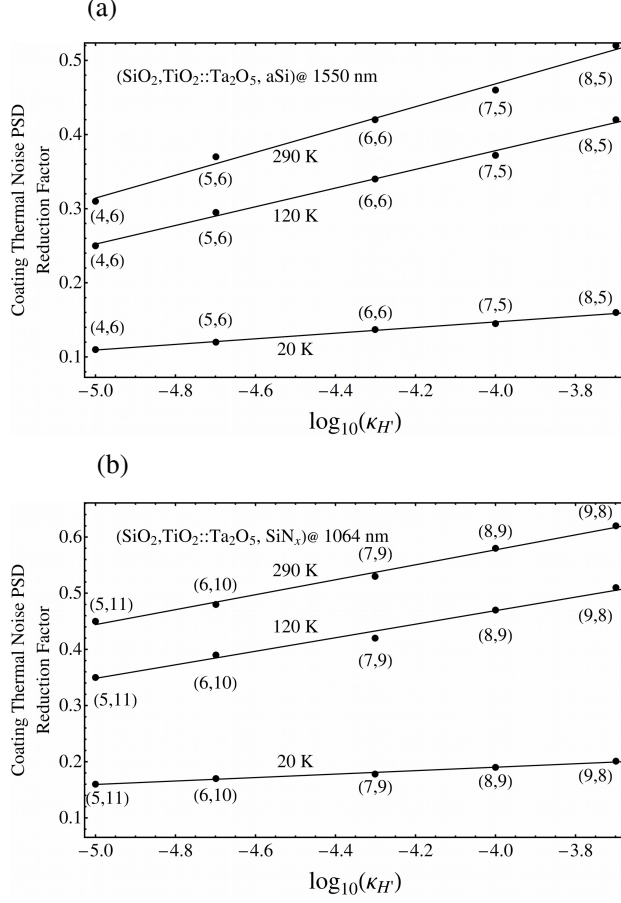 (a)
Coating Thermal Noise PSD
Reduction Factor
(SiO₂,TiO₂::Ta₂O₅, aSi)@ 1550 nm
0.5
0.4
0.3
0.2
0.1
290 K
120 K
20 K
(4,6)
(5,6)
(6,6)
(7,5)
(8,5)
(4,6)
(5,6)
(6,6)
(7,5)
(8,5)
(4,6)
(5,6)
(6,6)
(7,5)
(8,5)
−5.0 −4.8 −4.6 −4.4 −4.2 −4.0 −3.8
log₁₀(κ_H′)
(b)
Coating Thermal Noise PSD
Reduction Factor
(SiO₂,TiO₂::Ta₂O₅, SiNₓ)@ 1064 nm
0.6
0.5
0.4
0.3
0.2
0.1
290 K
120 K
20 K
(5,11)
(6,10)
(7,9)
(8,9)
(9,8)
(5,11)
(6,10)
(7,9)
(8,9)
(9,8)
(5,11)
(6,10)
(7,9)
(8,9)
(9,8)
−5.0 −4.8 −4.6 −4.4 −4.2 −4.0 −3.8
log₁₀(κ_H′)